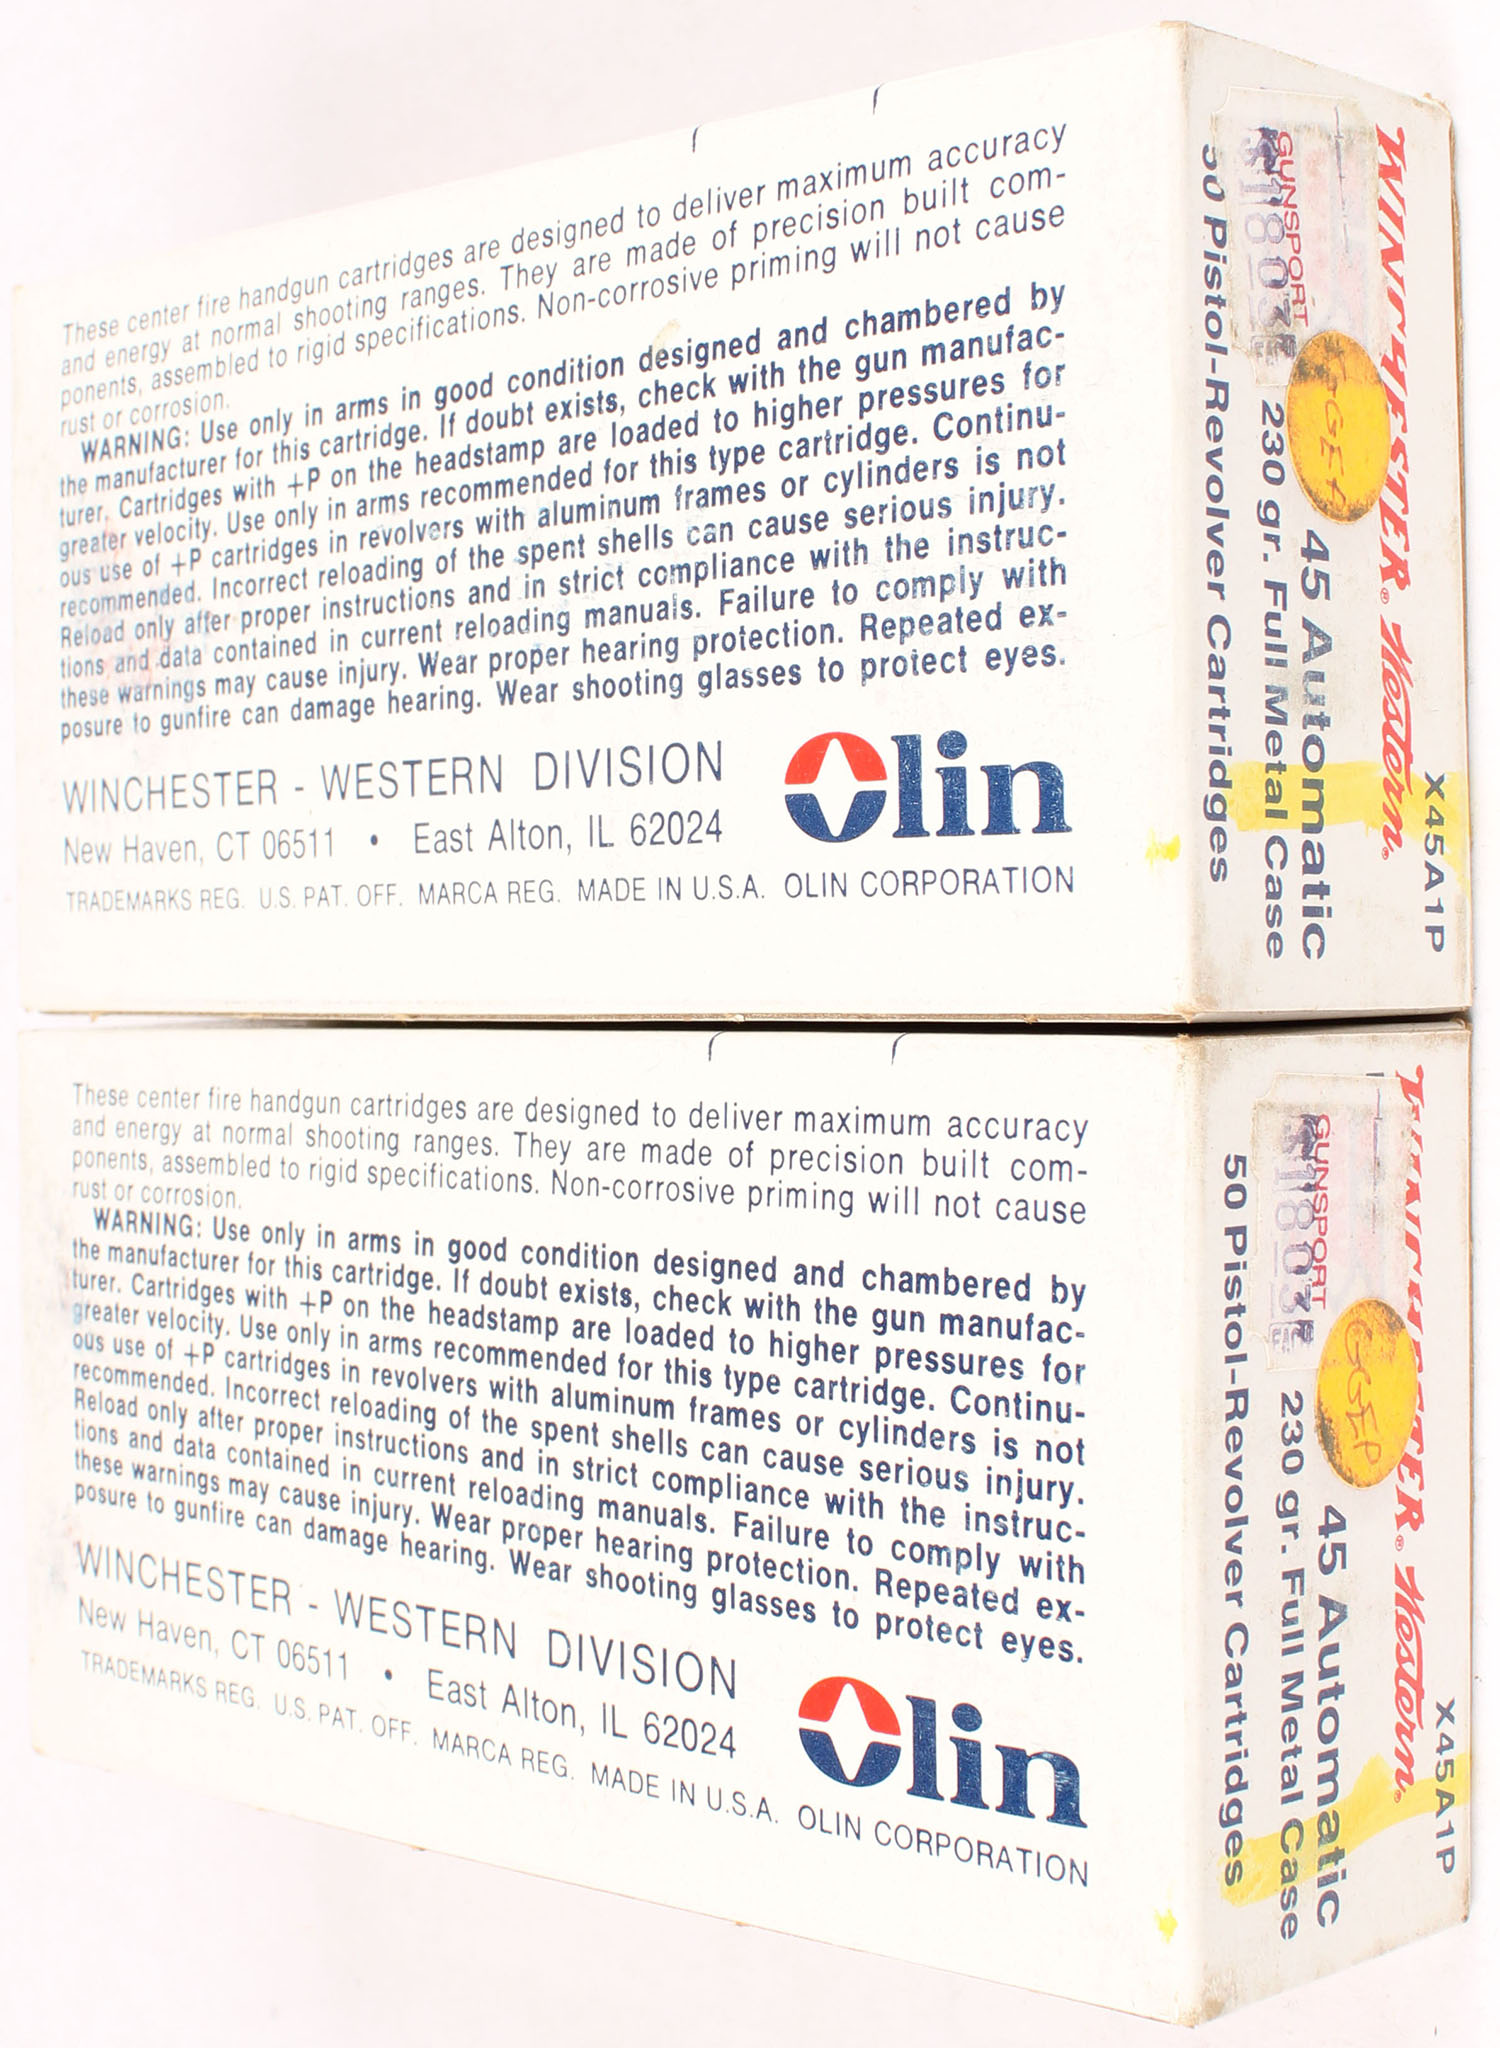 These center fire handgun cartridges are designed to deliver maximum accuracy
and energy at normal shooting ranges. They are made of precision built com-
ponents, assembled to rigid specifications. Non-corrosive priming will not cause
rust or corrosion.
WARNING: Use only in arms in good condition designed and chambered by
the manufacturer for this cartridge. If doubt exists, check with the gun manufac-
turer. Cartridges with +P on the headstamp are loaded to higher pressures for
greater velocity. Use only in arms recommended for this type cartridge. Continu-
ous use of +P cartridges in revolvers with aluminum frames or cylinders is not
recommended. Incorrect reloading of the spent shells can cause serious injury.
Reload only after proper instructions and in strict compliance with the instruc-
tions and data contained in current reloading manuals. Failure to comply with
these warnings may cause injury. Wear proper hearing protection. Repeated ex-
posure to gunfire can damage hearing. Wear shooting glasses to protect eyes.
WINCHESTER - WESTERN DIVISION
New Haven, CT 06511 • East Alton, IL 62024
Olin
TRADEMARKS REG. U.S. PAT. OFF. MARCA REG. MADE IN U.S.A. OLIN CORPORATION
X45A1P
WINCHESTER® Western®
45 Automatic
230 gr. Full Metal Case
50 Pistol-Revolver Cartridges
GUNSPORT
These center fire handgun cartridges are designed to deliver maximum accuracy
and energy at normal shooting ranges. They are made of precision built com-
ponents, assembled to rigid specifications. Non-corrosive priming will not cause
rust or corrosion.
WARNING: Use only in arms in good condition designed and chambered by
the manufacturer for this cartridge. If doubt exists, check with the gun manufac-
turer. Cartridges with +P on the headstamp are loaded to higher pressures for
greater velocity. Use only in arms recommended for this type cartridge. Continu-
ous use of +P cartridges in revolvers with aluminum frames or cylinders is not
recommended. Incorrect reloading of the spent shells can cause serious injury.
Reload only after proper instructions and in strict compliance with the instruc-
tions and data contained in current reloading manuals. Failure to comply with
these warnings may cause injury. Wear proper hearing protection. Repeated ex-
posure to gunfire can damage hearing. Wear shooting glasses to protect eyes.
WINCHESTER - WESTERN DIVISION
New Haven, CT 06511 • East Alton, IL 62024
Olin
TRADEMARKS REG. U.S. PAT. OFF. MARCA REG. MADE IN U.S.A. OLIN CORPORATION
X45A1P
WINCHESTER® Western®
45 Automatic
230 gr. Full Metal Case
50 Pistol-Revolver Cartridges
GUNSPORT